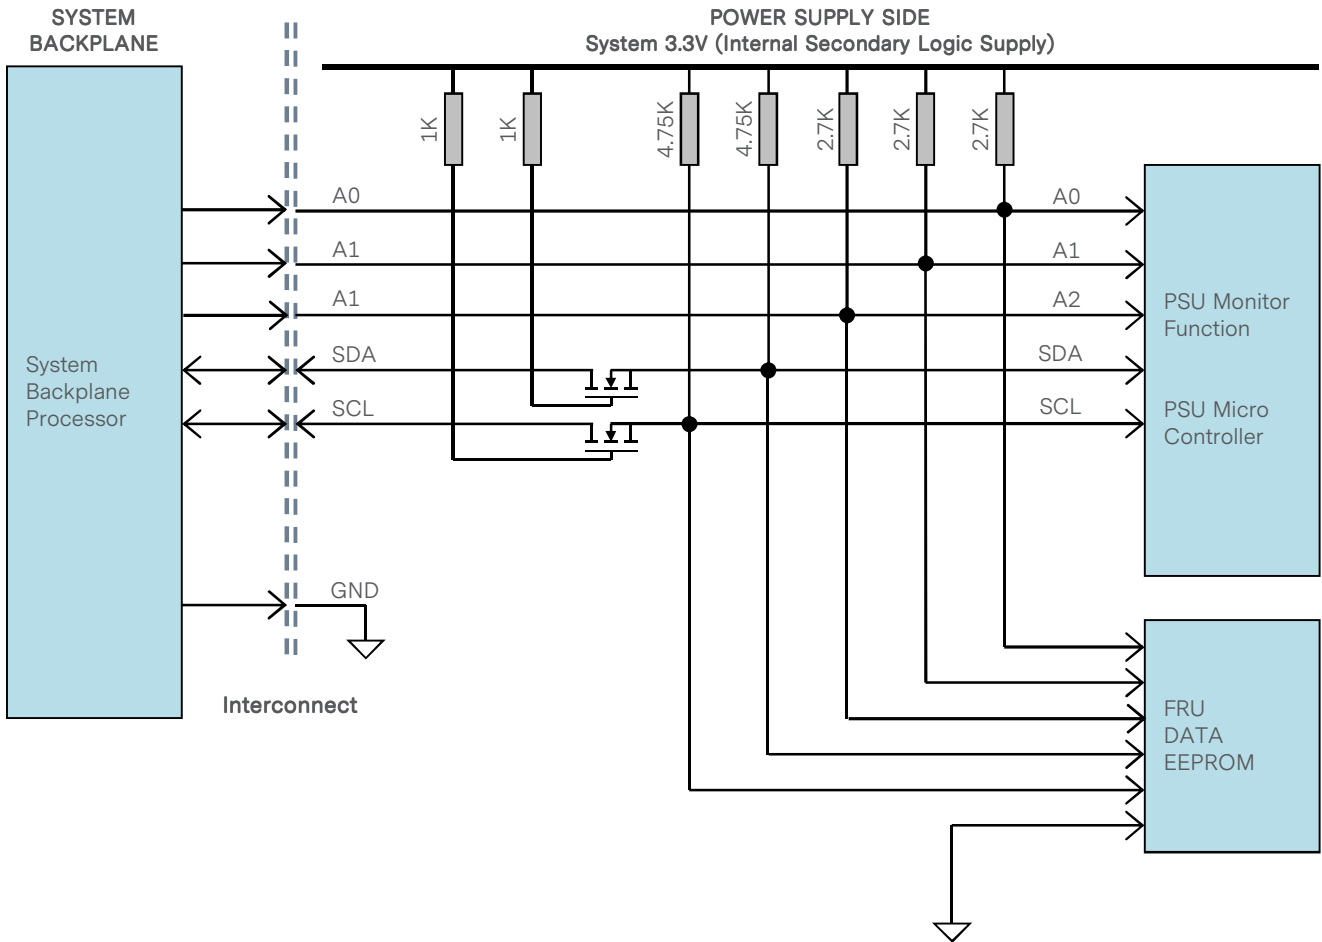 SYSTEM
BACKPLANE
POWER SUPPLY SIDE
System 3.3V (Internal Secondary Logic Supply)
1K
1K
4.75K
4.75K
2.7K
2.7K
2.7K
A0
A0
A1
A1
A1
A2
SDA
SDA
SCL
SCL
System
Backplane
Processor
PSU Monitor
Function
PSU Micro
Controller
GND
Interconnect
FRU
DATA
EEPROM